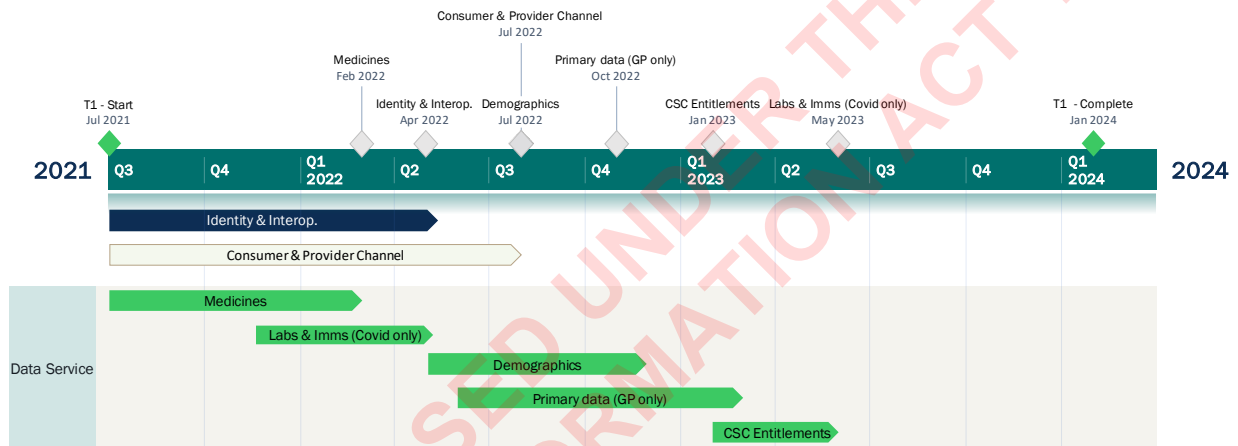 Consumer & Provider Channel
Jul 2022
Medicines
Feb 2022
Primary data (GP only)
Oct 2022
T1 - Start
Jul 2021
Identity & Interop.
Apr 2022
Demographics
Jul 2022
CSC Entitlements
Jan 2023
Labs & Imms (Covid only)
May 2023
T1 - Complete
Jan 2024
2021
Q3
Q4
Q1
2022
Q2
Q3
Q4
Q1
2023
Q2
Q3
Q4
Q1
2024
2024
Identity & Interop.
Consumer & Provider Channel
Data Service
Medicines
Labs & Imms (Covid only)
Demographics
Primary data (GP only)
CSC Entitlements
SED UNDER TH
ORMATION ACT